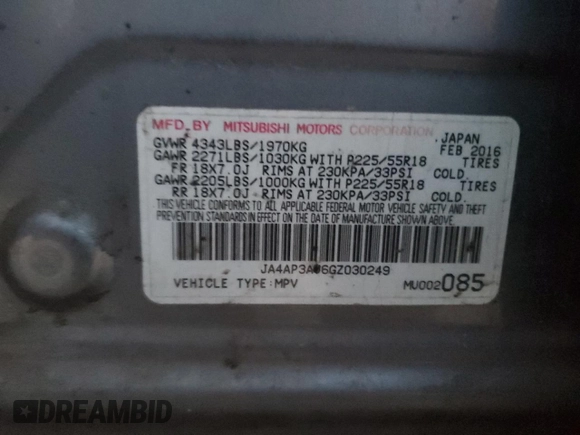 MFD.BY MITSUBISHI MOTORS CORPORATION JAPAN
GVWR 4343LBS/1970KG FEB 2016
GAWR 2271LBS/1030KG WITH P225/55R18 TIRES
FR 18X7.0J RIMS AT 230KPA/33PSI COLD
GAWR 2205LBS/1000KG WITH P225/55R18 TIRES
RR 18X7.0J RIMS AT 230KPA/33PSI COLD
THIS VEHICLE CONFORMS TO ALL APPLICABLE FEDERAL MOTOR VEHICLE SAFETY AND THEFT
PREVENTION STANDARDS IN EFFECT ON THE DATE OF MANUFACTURE SHOWN ABOVE.
VEHICLE TYPE:MPV MU002085
DREAMBID